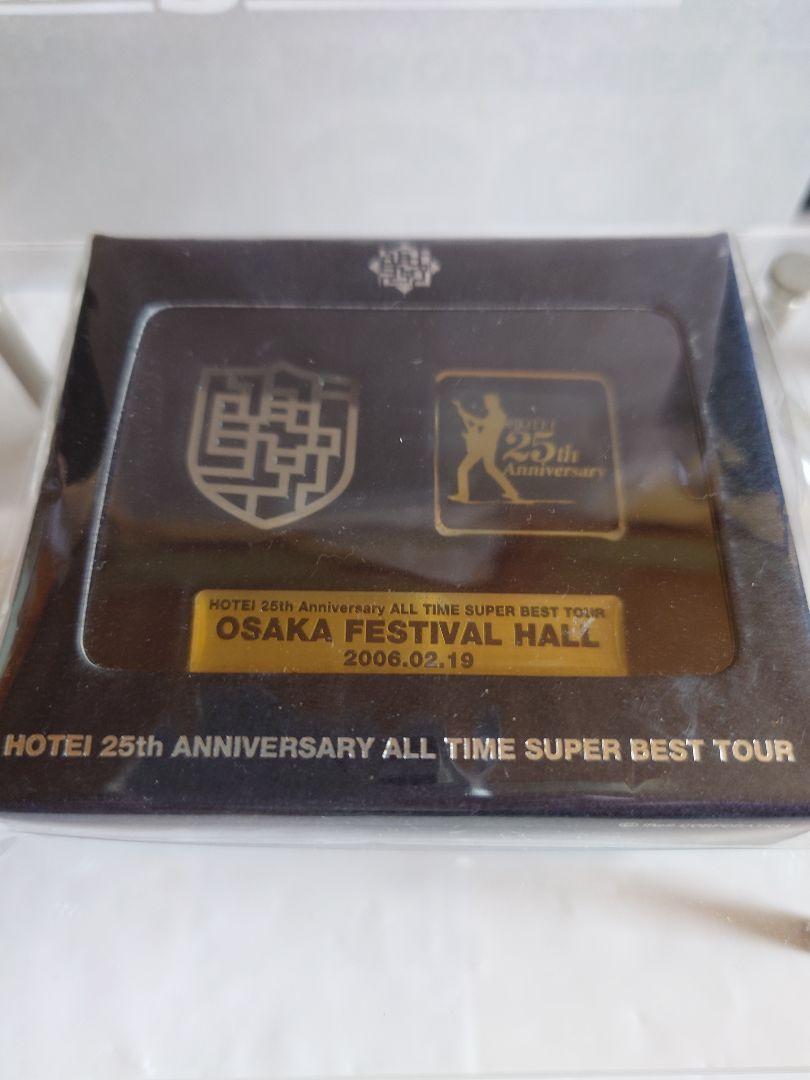 HOTEI
25th
Anniversary
HOTEI 25th Anniversary ALL TIME SUPER BEST TOUR
OSAKA FESTIVAL HALL
2006.02.19
HOTEI 25th ANNIVERSARY ALL TIME SUPER BEST TOUR